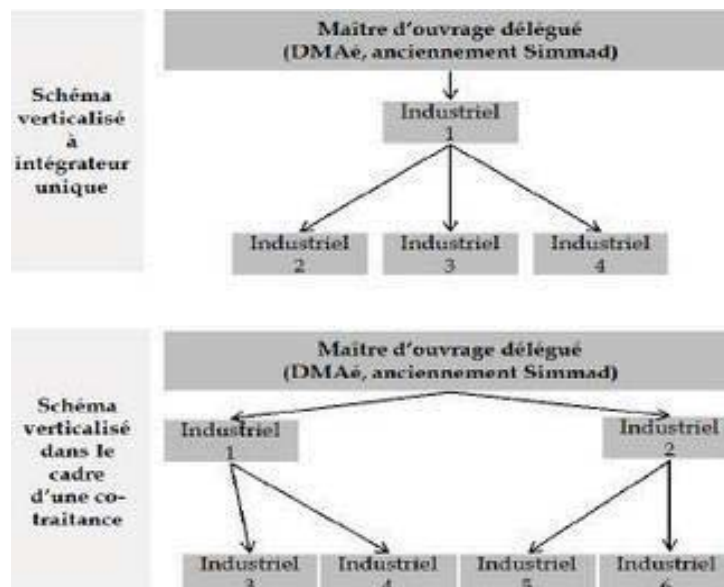 Schéma
verticalisé
à
intégrateur
unique
Maître d'ouvrage délégué
(DMAé, anciennement Simmad)
Industriel
1
Industriel
2
Industriel
3
Industriel
4
Schéma
verticalisé
dans le
cadre
d'une co-
traitance
Maître d'ouvrage délégué
(DMAé, anciennement Simmad)
Industriel
1
Industriel
2
Industriel
3
Industriel
4
Industriel
5
Industriel
6